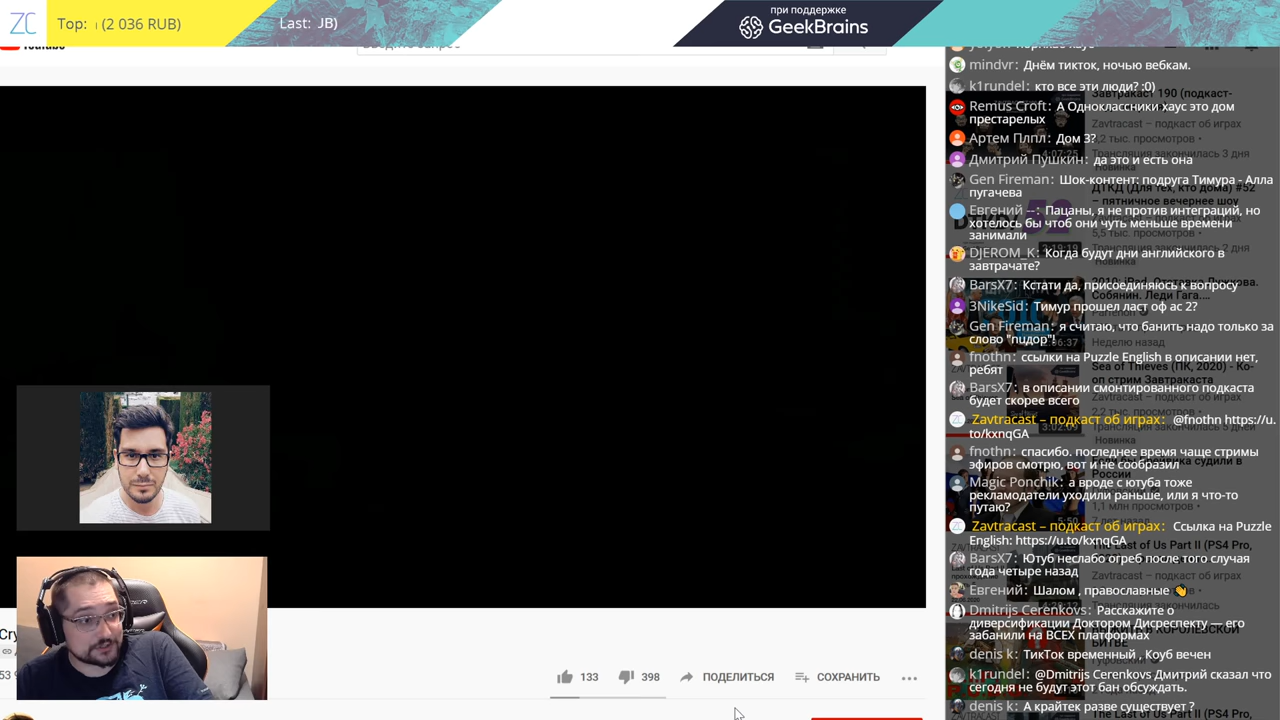 ZC
Top: (2 036 RUB)
Last: JB)
при поддержке
GeekBrains
mindvr: Днём тикток, ночью вебкам.
k1rundel: кто все эти люди? :0)
Remius Croft: А Одноклассники хаус это дом
престарелых
Артем Плпл: Дом 3?
Дмитрий Пушкин: да это и есть она
Gen Fireman: Шок-контент: подруга Тимура - Алла
пугачева
Евгений --: Пацаны, я не против интеграций, но
хотелось бы чтоб они чуть меньше времени
занимали
DJEROM_K: Когда будут дни английского в
завтрачате?
BarsX7: Кстати да, присоединяюсь к вопросу
3NikeSid: Тимур прошел ласт оф ас 2?
Gen Fireman: я считаю, что банить надо только за
слово "пидор"!
fnothn: ссылки на Puzzle English в описании нет,
ребят
BarsX7: в описании смонтированного подкаста
будет скорее всего
Zavtracast – подкаст об играх: @fnothn https://u.
to/kxnqGA
fnothn: спасибо. последнее время чаще стримы
эфиров смотрю, вот и не сообразил
Magic Ponchik: а вроде с ютуба тоже
рекламодатели уходили раньше, или я что-то
путаю?
Zavtracast – подкаст об играх: Ссылка на Puzzle
English: https://u.to/kxnqGA
BarsX7: Ютуб неслабо огреб после того случая
года четыре назад
Евгений: Шалом , православные 👏
Dmitrijs Cerenkovs: Расскажите о
диверсификации Доктором Дисреспекту — его
забанили на ВСЕХ платформах
denis k: ТикТок временный , Коуб вечен
k1rundel: @Dmitrijs Cerenkovs Дмитрий сказал что
сегодня не будут этот бан обсуждать.
denis k: А крайтек разве существует ?
133
398
ПОДЕЛИТЬСЯ
СОХРАНИТЬ